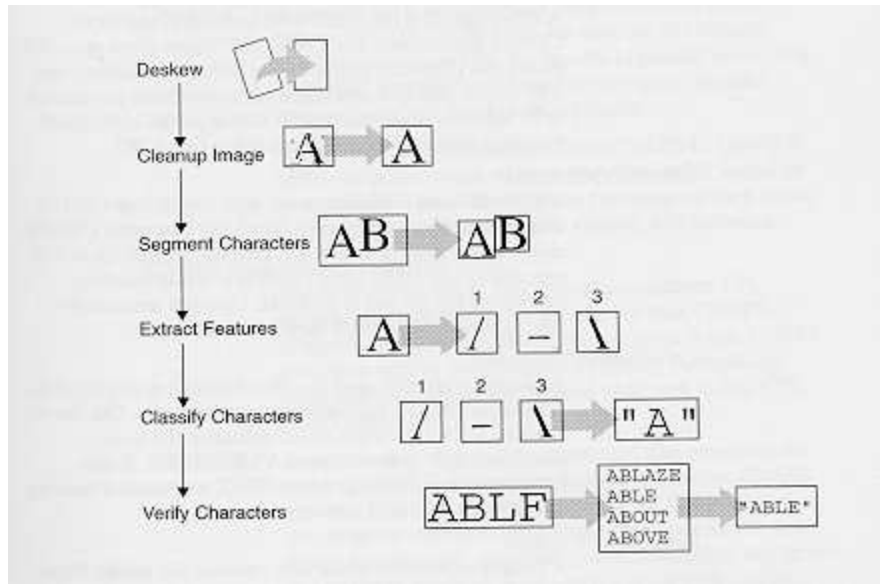 Deskew
Cleanup Image A A
Segment Characters AB A B
1 2 3
Extract Features A / – \
1 2 3
Classify Characters / – \ "A"
ABLAZE
ABLE
Verify Characters ABLF ABOUT "ABLE"
ABOVE